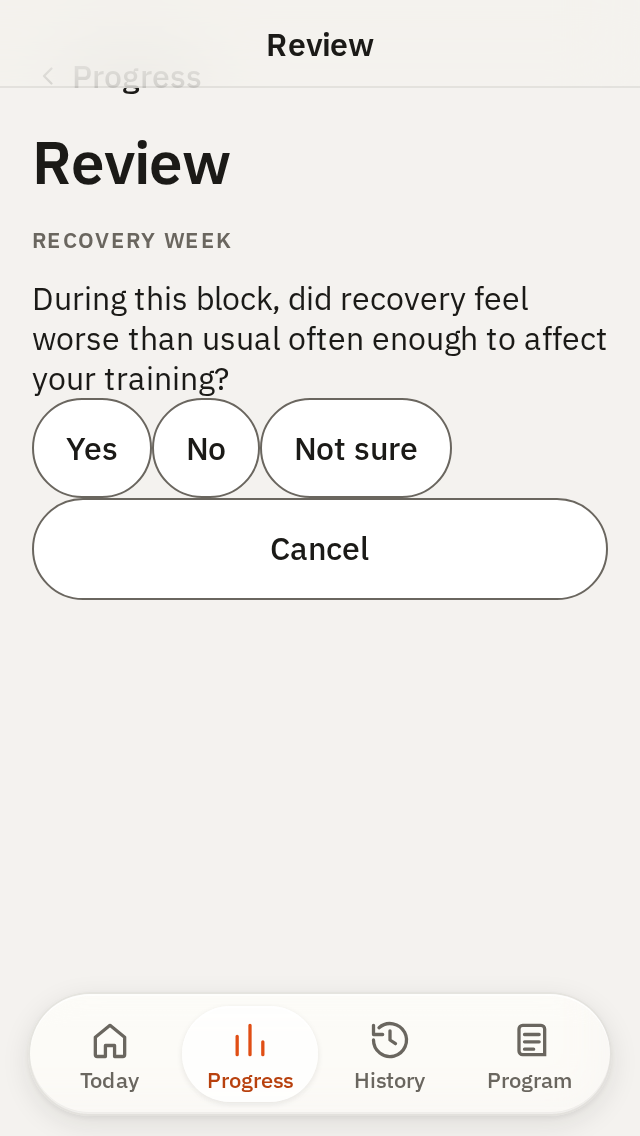 Review
Progress
Review
RECOVERY WEEK
During this block, did recovery feel
worse than usual often enough to affect
your training?
Yes No Not sure
Cancel
Today Progress History Program